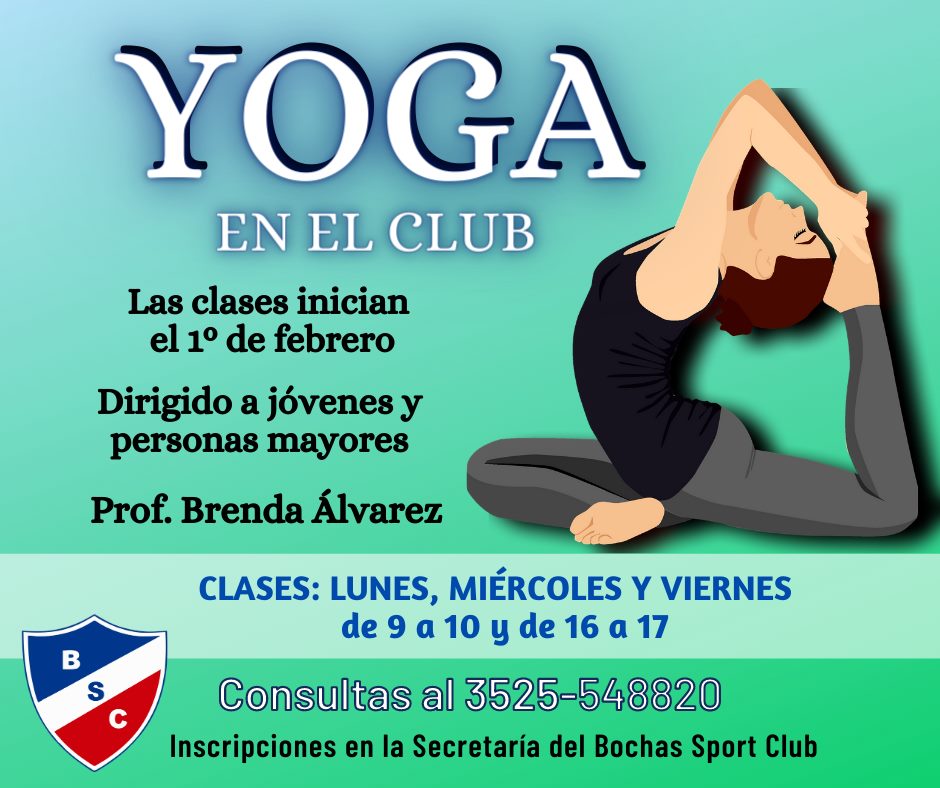 YOGA
EN EL CLUB
Las clases inician
el 1º de febrero
Dirigido a jóvenes y
personas mayores
Prof. Brenda Álvarez
CLASES: LUNES, MIÉRCOLES Y VIERNES
de 9 a 10 y de 16 a 17
B
S
C
Consultas al 3525-548820
Inscripciones en la Secretaría del Bochas Sport Club